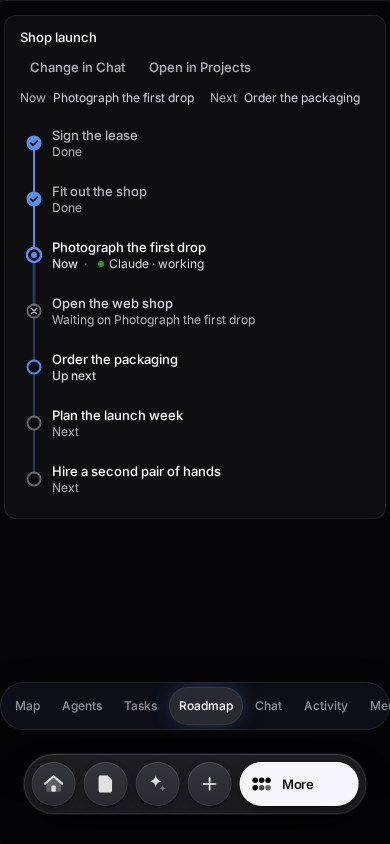 Shop launch
Change in Chat Open in Projects
Now Photograph the first drop Next Order the packaging
Sign the lease
Done
Fit out the shop
Done
Photograph the first drop
Now · Claude · working
Open the web shop
Waiting on Photograph the first drop
Order the packaging
Up next
Plan the launch week
Next
Hire a second pair of hands
Next
Map Agents Tasks Roadmap Chat Activity
More